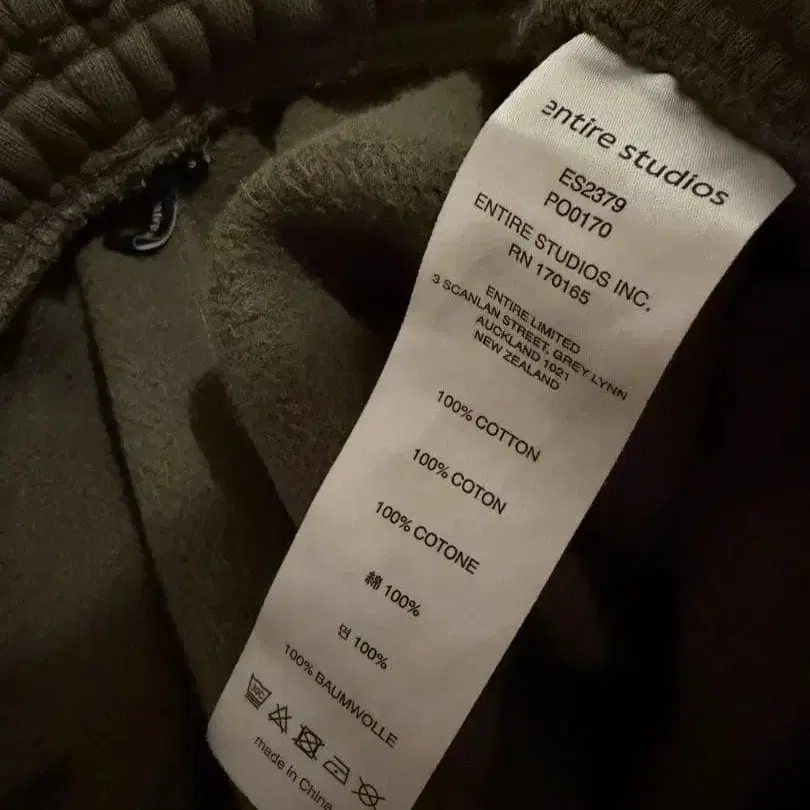 entire studios
ES2379
PO0170
ENTIRE STUDIOS INC.
RN 170165
ENTIRE LIMITED
3 SCANLAN STREET, GREY LYNN
AUCKLAND 1021
NEW ZEALAND
100% COTTON
100% COTON
100% COTONE
綿 100%
면 100%
100% BAUMWOLLE
30C
made in China